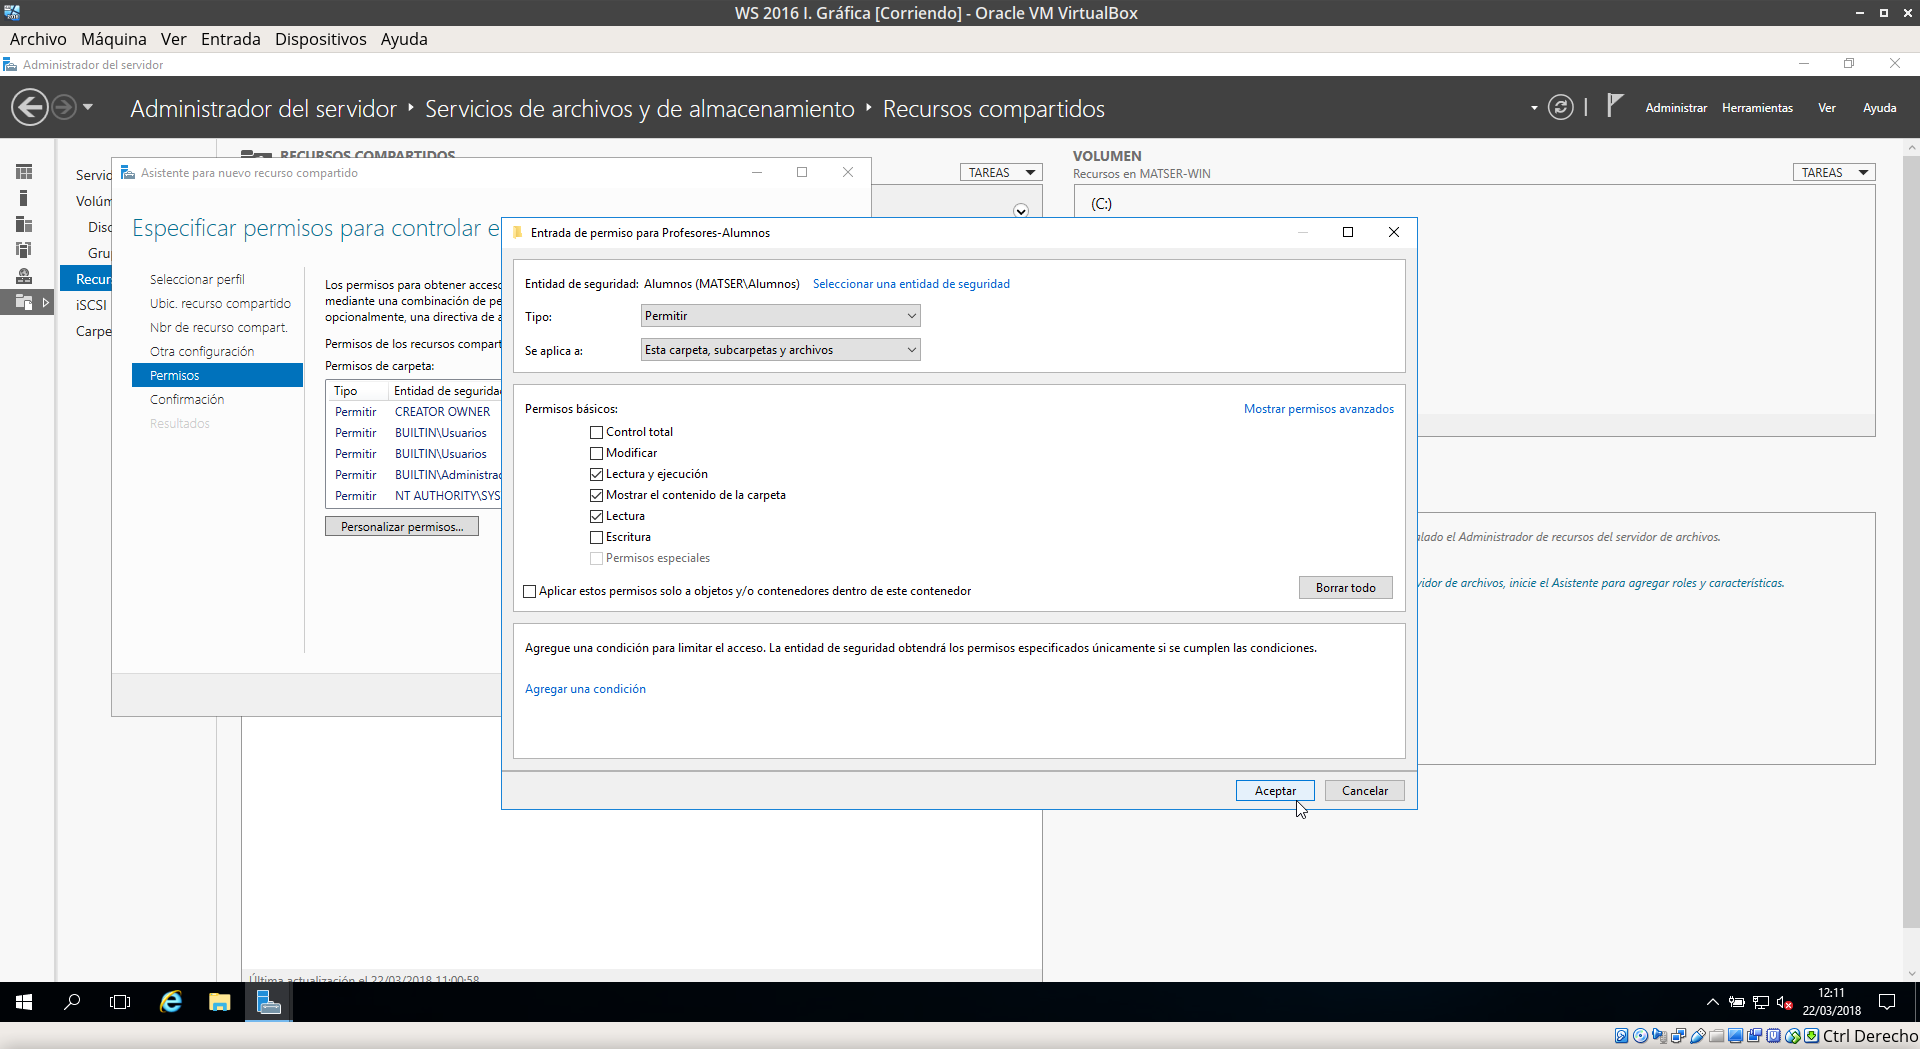 WS 2016 I. Gráfica [Corriendo] - Oracle VM VirtualBox
Archivo Máquina Ver Entrada Dispositivos Ayuda
Administrador del servidor
Administrador del servidor Servicios de archivos y de almacenamiento Recursos compartidos
Administrar Herramientas Ver Ayuda
RECURSOS COMPARTIDOS
TAREAS
VOLUMEN
Recursos en MATSER-WIN
TAREAS
(C:)
Servic
Volúm
Disc
Gru
Recur
iSCSI
Carpe
Asistente para nuevo recurso compartido
Especificar permisos para controlar e
Seleccionar perfil
Ubic. recurso compartido
Nbr de recurso compart.
Otra configuración
Permisos
Confirmación
Resultados
Los permisos para obtener acceso
mediante una combinación de pe
opcionalmente, una directiva de a
Permisos de los recursos compart
Permisos de carpeta:
Tipo Entidad de segurida
Permitir CREATOR OWNER
Permitir BUILTIN\Usuarios
Permitir BUILTIN\Usuarios
Permitir BUILTIN\Administrad
Permitir NT AUTHORITY\SYS
Personalizar permisos...
Entrada de permiso para Profesores-Alumnos
Entidad de seguridad: Alumnos (MATSER\Alumnos) Seleccionar una entidad de seguridad
Tipo: Permitir
Se aplica a: Esta carpeta, subcarpetas y archivos
Permisos básicos: Mostrar permisos avanzados
Control total
Modificar
Lectura y ejecución
Mostrar el contenido de la carpeta
Lectura
Escritura
Permisos especiales
Aplicar estos permisos solo a objetos y/o contenedores dentro de este contenedor
Borrar todo
Agregue una condición para limitar el acceso. La entidad de seguridad obtendrá los permisos especificados únicamente si se cumplen las condiciones.
Agregar una condición
Aceptar Cancelar
alado el Administrador de recursos del servidor de archivos.
vidor de archivos, inicie el Asistente para agregar roles y características.
Última actualización el 22/03/2018 11:00:58
12:11
22/03/2018
Ctrl Derecho